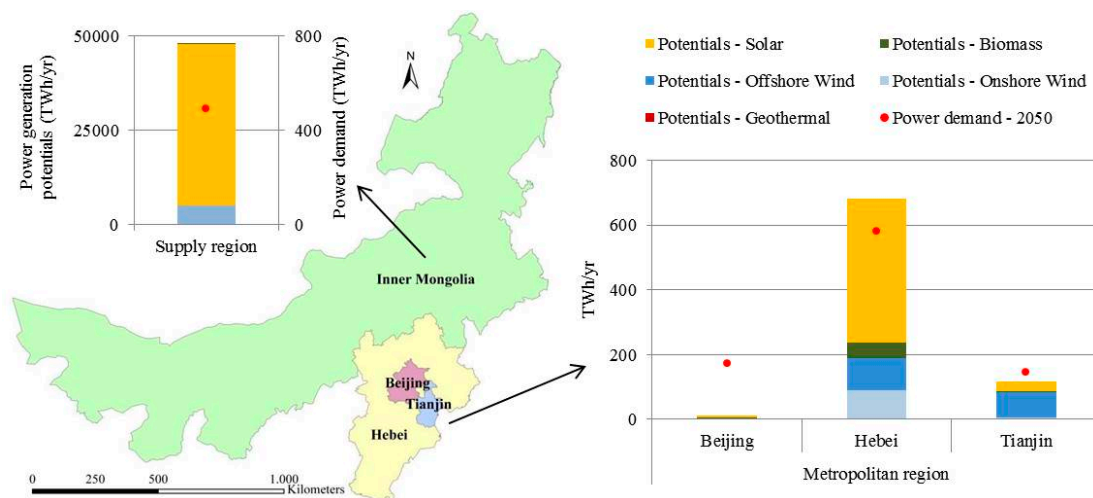 50000
25000
0
Power generation
potentials (TWh/yr)
800
400
0
Power demand (TWh/yr)
Supply region
N
Inner Mongolia
Beijing
Tianjin
Hebei
0 250 500 1.000
Kilometers
Potentials - Solar
Potentials - Biomass
Potentials - Offshore Wind
Potentials - Onshore Wind
Potentials - Geothermal
Power demand - 2050
800
600
400
200
0
TWh/yr
Beijing Hebei Tianjin
Metropolitan region